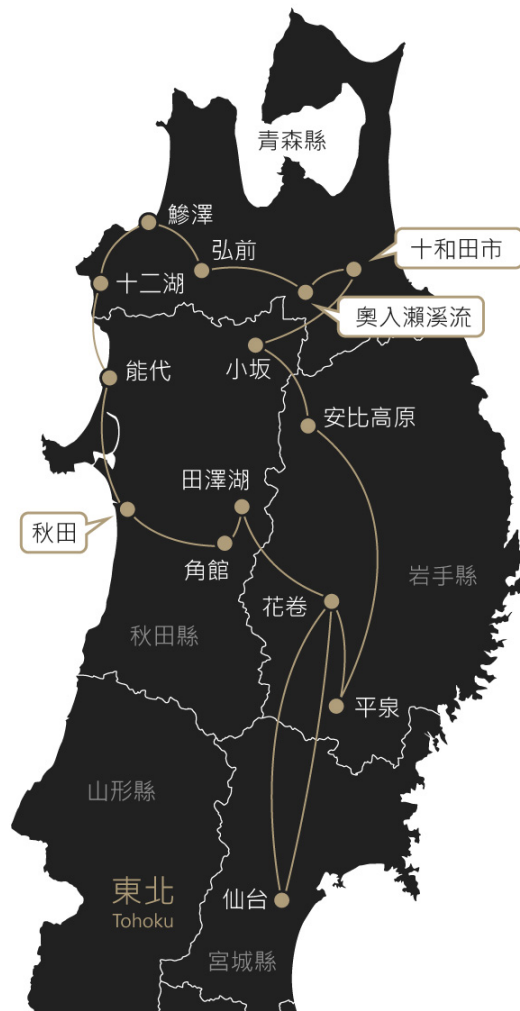 青森縣
鰺澤
弘前
十和田市
十二湖
奧入瀨溪流
能代
小坂
安比高原
田澤湖
秋田
角館
岩手縣
花卷
秋田縣
平泉
山形縣
東北
Tohoku
仙台
宮城縣